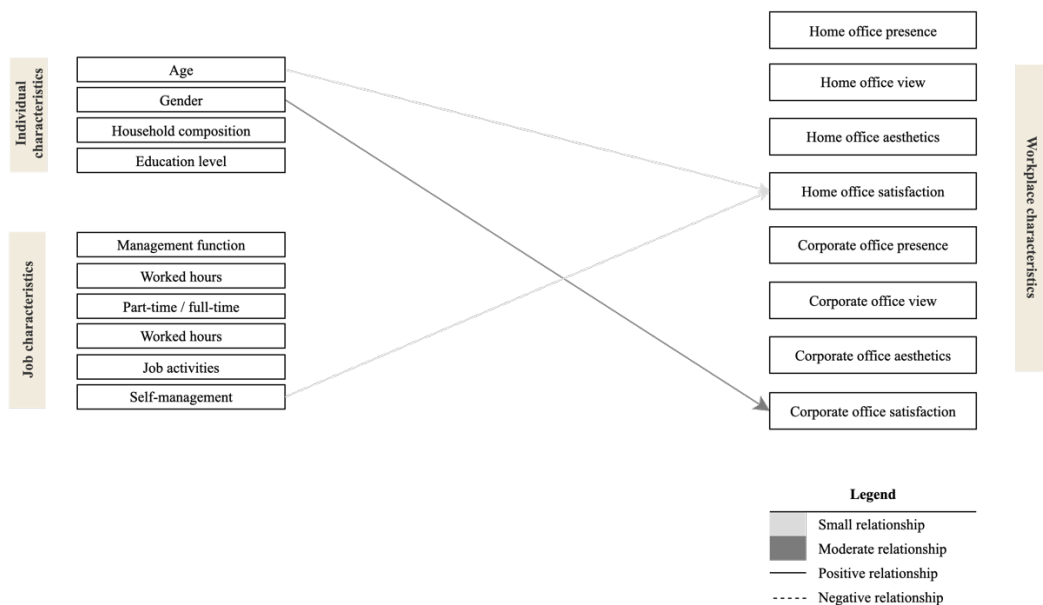 Individual
characteristics
Age
Gender
Household composition
Education level
Job characteristics
Management function
Worked hours
Part-time / full-time
Worked hours
Job activities
Self-management
Home office presence
Home office view
Home office aesthetics
Home office satisfaction
Corporate office presence
Corporate office view
Corporate office aesthetics
Corporate office satisfaction
Workplace characteristics
Legend
Small relationship
Moderate relationship
Positive relationship
Negative relationship